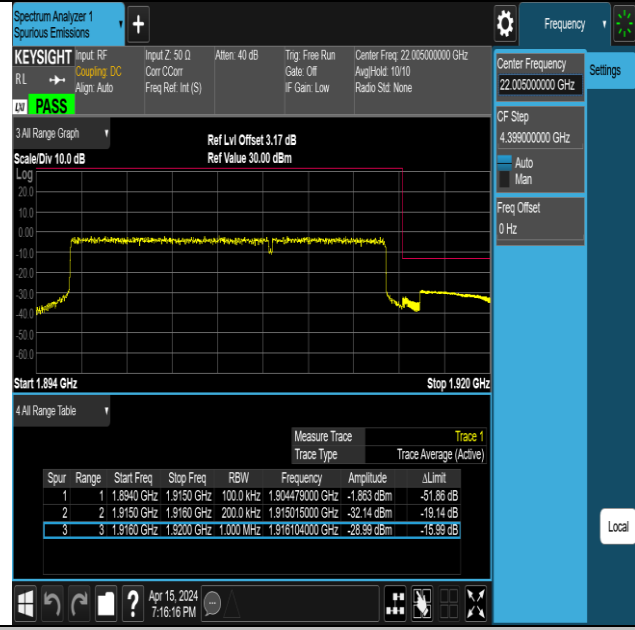 Spectrum Analyzer 1
Spurious Emissions
Frequency
KEYSIGHT
Input: RF
Input Z: 50 Ω
Atten: 40 dB
Trig: Free Run
Center Freq: 22.005000000 GHz
RL
Coupling: DC
Corr CCorr
Gate: Off
Avg|Hold: 10/10
Align: Auto
Freq Ref: Int (S)
IF Gain: Low
Radio Std: None
LXI
PASS
Center Frequency
22.005000000 GHz
Settings
CF Step
4.399000000 GHz
Auto
Man
Freq Offset
0 Hz
Local
3 All Range Graph
Ref Lvl Offset 3.17 dB
Scale/Div 10.0 dB
Ref Value 30.00 dBm
Log
20.0
10.0
0.00
-10.0
-20.0
-30.0
-40.0
-50.0
-60.0
Start 1.894 GHz
Stop 1.920 GHz
4 All Range Table
Measure Trace
Trace 1
Trace Type
Trace Average (Active)
Spur Range Start Freq Stop Freq RBW Frequency Amplitude ΔLimit
1 1 1.8940 GHz 1.9150 GHz 100.0 kHz 1.904479000 GHz -1.863 dBm -51.86 dB
2 2 1.9150 GHz 1.9160 GHz 200.0 kHz 1.915015000 GHz -32.14 dBm -19.14 dB
3 3 1.9160 GHz 1.9200 GHz 1.000 MHz 1.916104000 GHz -28.99 dBm -15.99 dB
Apr 15, 2024
7:16:16 PM